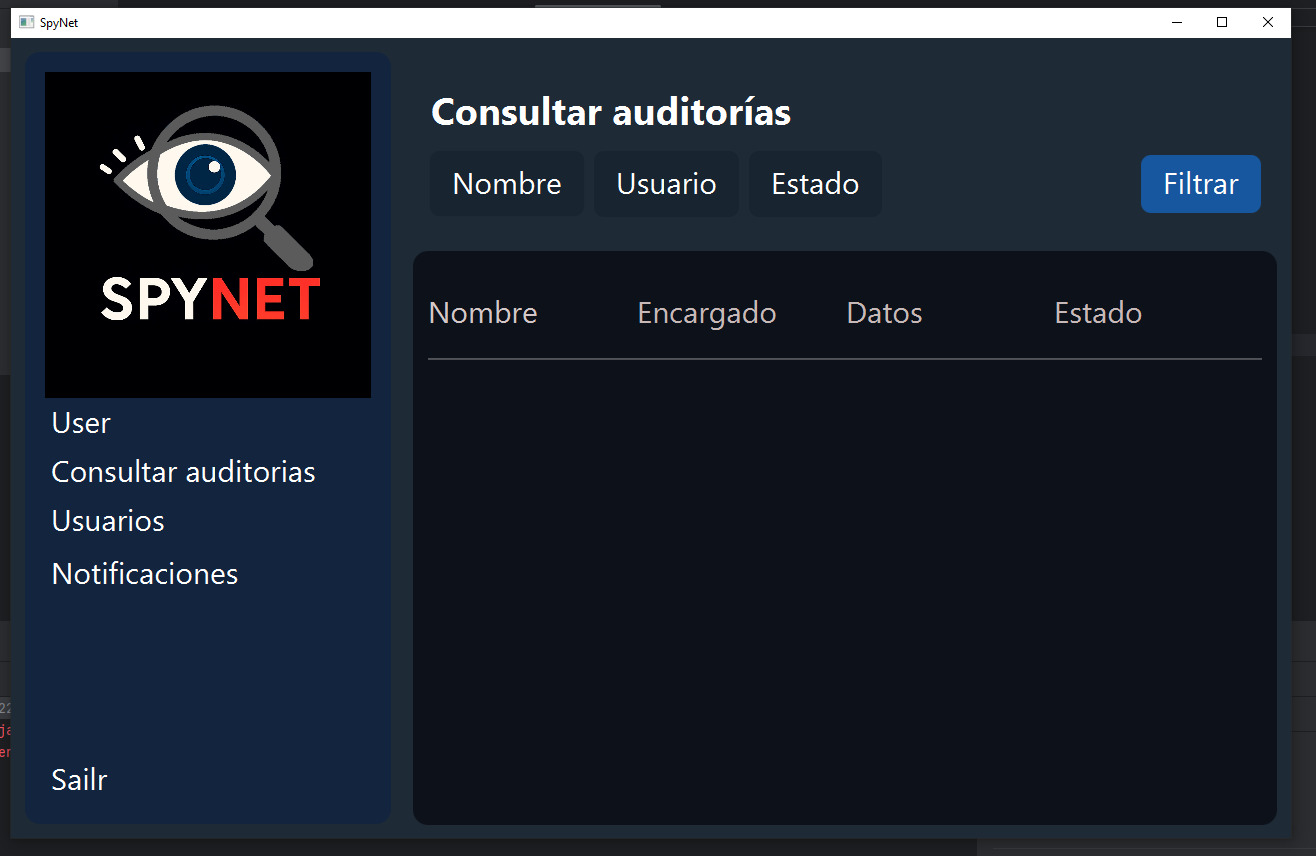 SpyNet
SPYNET
User
Consultar auditorias
Usuarios
Notificaciones
Sailr
Consultar auditorías
Nombre Usuario Estado Filtrar
Nombre Encargado Datos Estado